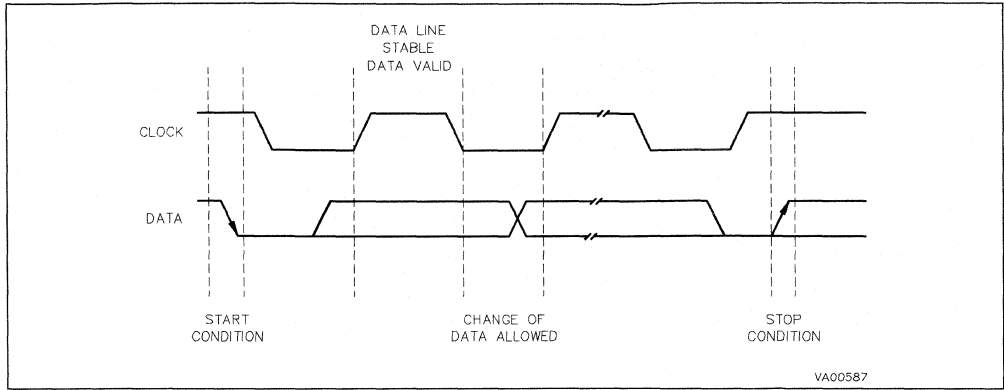 DATA LINE
STABLE
DATA VALID
CLOCK
DATA
START
CONDITION
CHANGE OF
DATA ALLOWED
STOP
CONDITION
VA00587